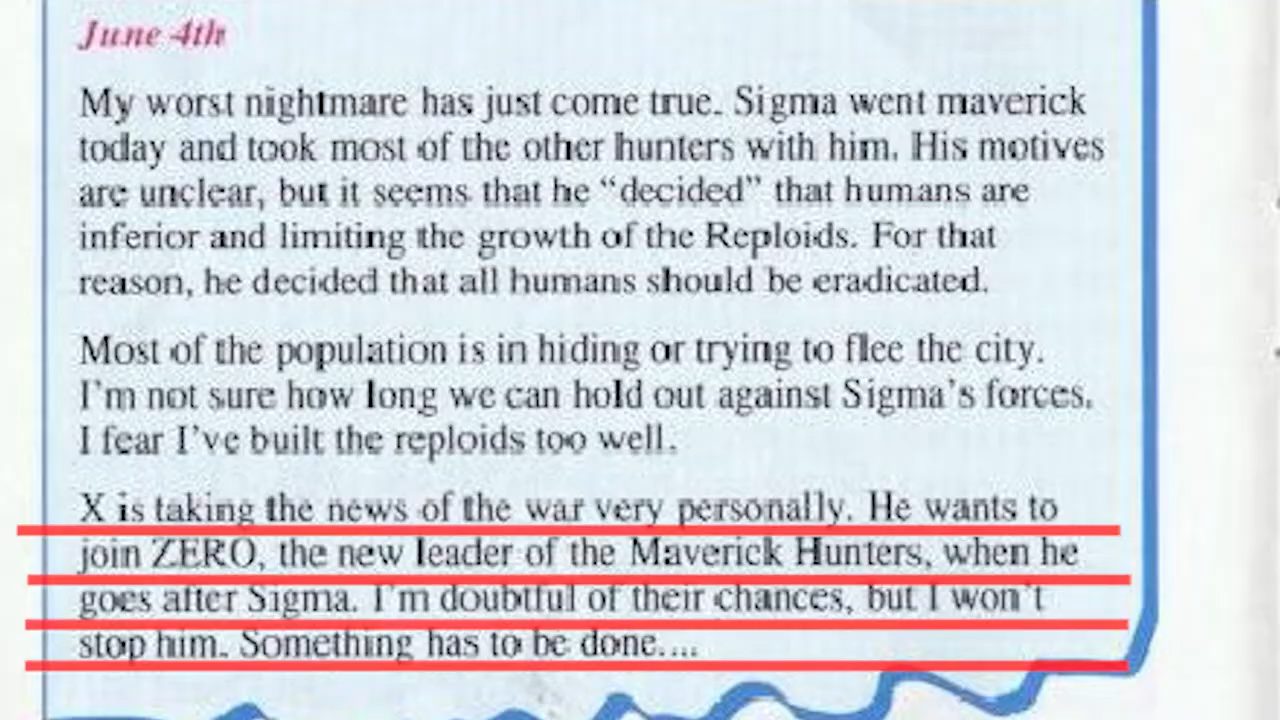 June 4th
My worst nightmare has just come true. Sigma went maverick
today and took most of the other hunters with him. His motives
are unclear, but it seems that he “decided” that humans are
inferior and limiting the growth of the Reploids. For that
reason, he decided that all humans should be eradicated.
Most of the population is in hiding or trying to flee the city.
I’m not sure how long we can hold out against Sigma’s forces.
I fear I’ve built the reploids too well.
X is taking the news of the war very personally. He wants to
join ZERO, the new leader of the Maverick Hunters, when he
goes after Sigma. I’m doubtful of their chances, but I won’t
stop him. Something has to be done....